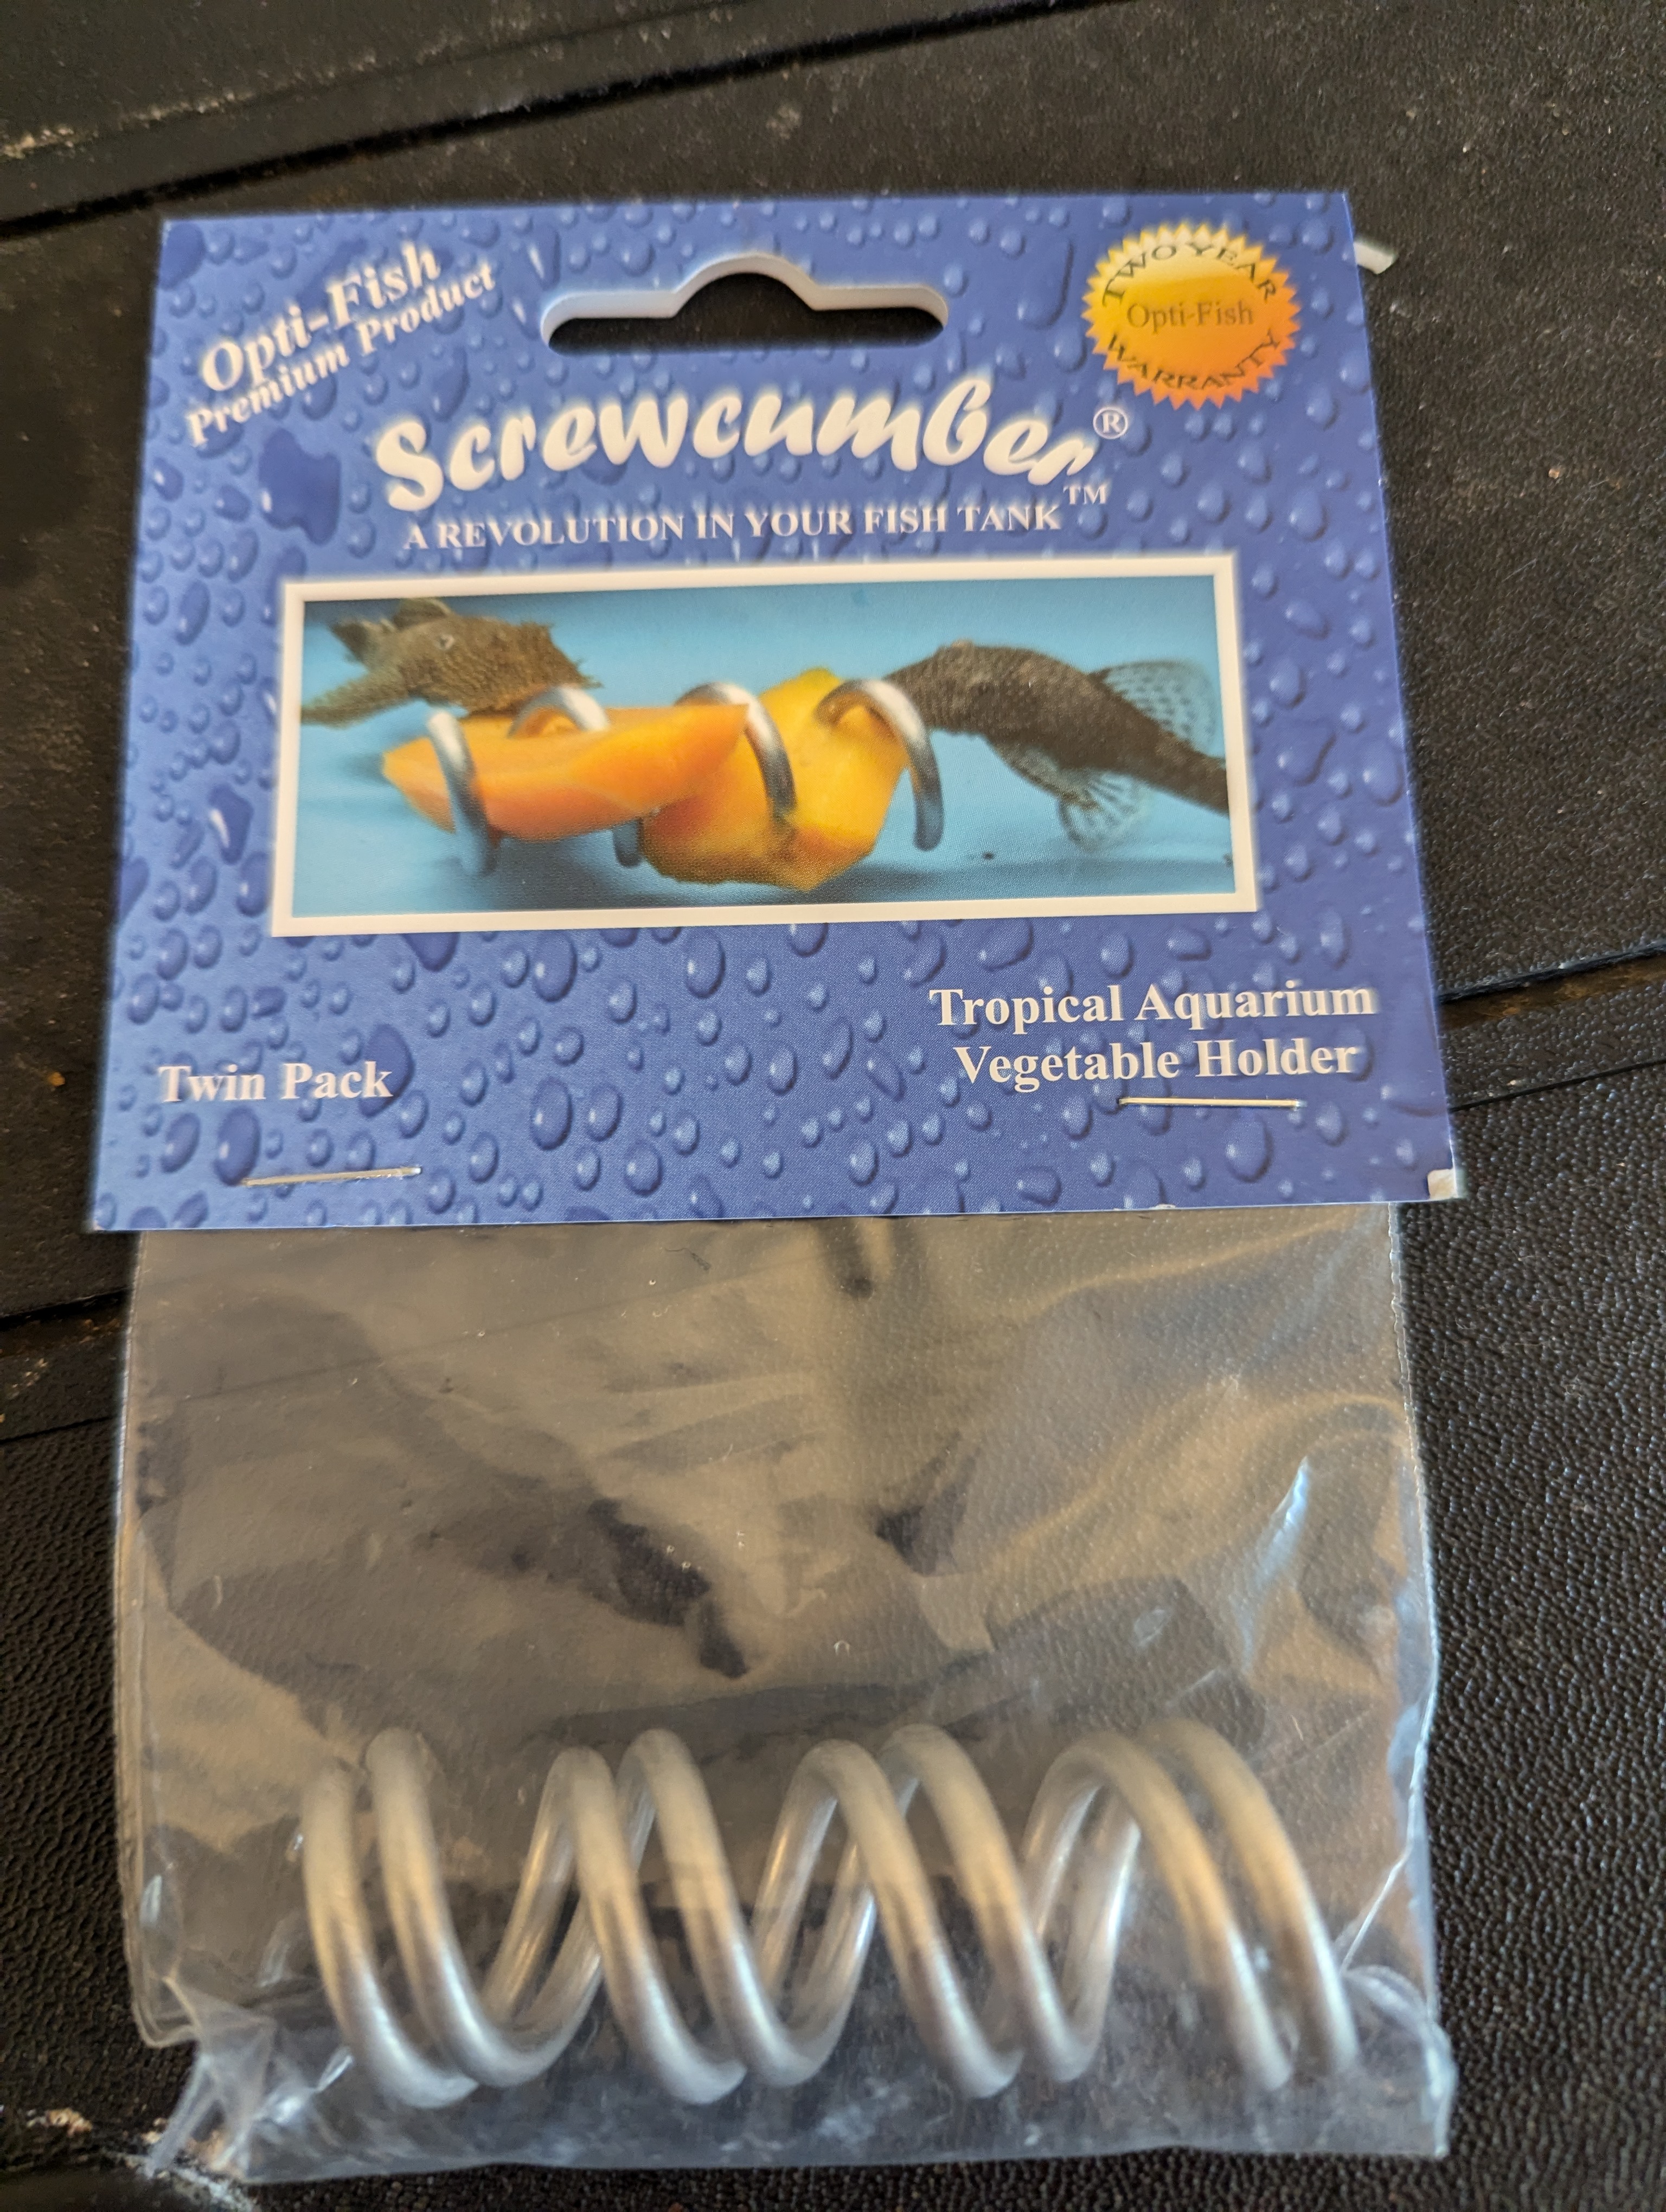 Opti-Fish
Premium Product
TWO YEAR
Opti-Fish
WARRANTY
Screwcumber®
A REVOLUTION IN YOUR FISH TANK™
Twin Pack
Tropical Aquarium
Vegetable Holder